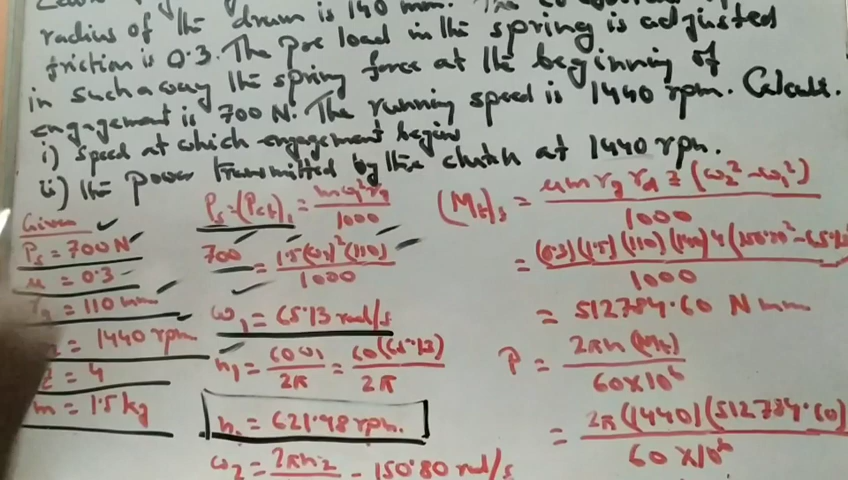 radius of the drum is 140 mm. The
friction is 0.3. The pre load in the spring is adjusted
in such a way the spring force at the beginning of
engagement is 700 N. The running speed is 1440 rpm. Calculate.
i) speed at which engagement begins
ii) the power transmitted by the clutch at 1440 rpm.
Given
Ps = 700 N
μ = 0.3
rg = 110 mm
= 1440 rpm
z = 4
m = 1.5 kg
Ps = (Pcf)1 = mω1²rg / 1000
700 = 1.5(ω1)²(110) / 1000
ω1 = 65.13 rad/s
n1 = 60ω1 / 2π = 60(65.13) / 2π
n1 = 621.98 rpm.
ω2 = 2πn2 = 150.80 rad/s
(Mt)s = μ m rg rd z (ω2² - ω1²) / 1000
= (0.3)(1.5)(110)(140)4(150.80² - 65.13 / 1000
= 512784.60 N mm
P = 2πn(Mt) / 60×10⁶
= 2π(1440)(512784.60) / 60×10⁶